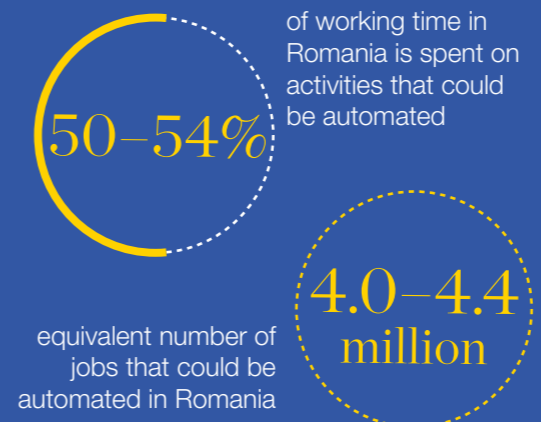 50–54%
of working time in
Romania is spent on
activities that could
be automated
4.0–4.4
million
equivalent number of
jobs that could be
automated in Romania